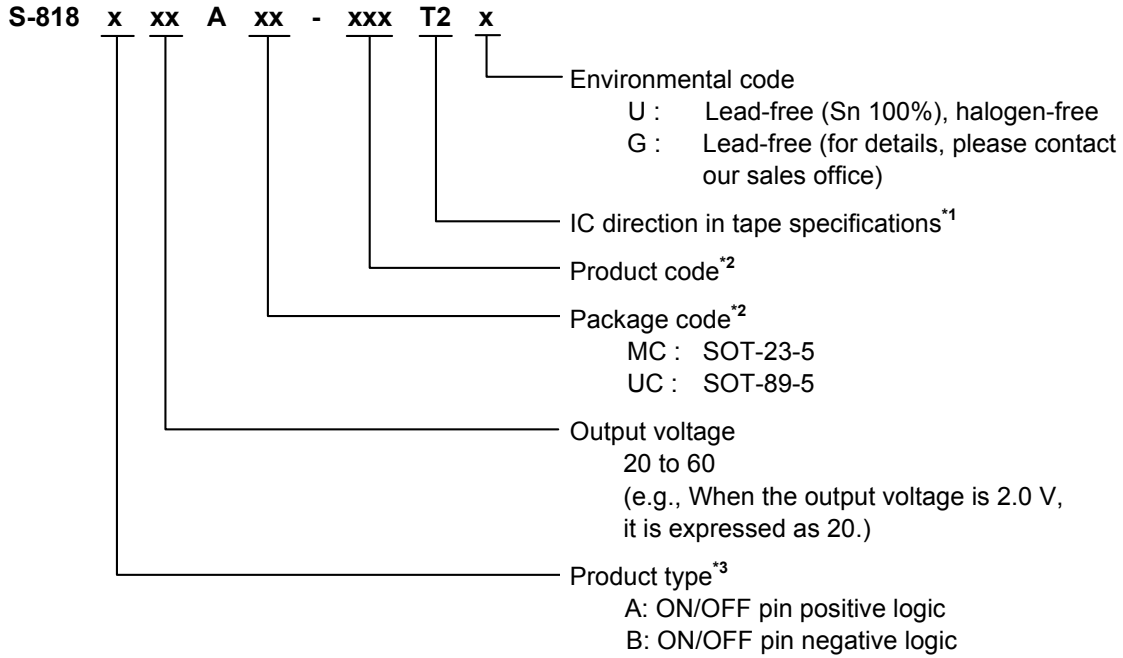 S-818 x xx A xx - xxx T2 x
Environmental code
U : Lead-free (Sn 100%), halogen-free
G : Lead-free (for details, please contact
our sales office)
IC direction in tape specifications*1
Product code*2
Package code*2
MC : SOT-23-5
UC : SOT-89-5
Output voltage
20 to 60
(e.g., When the output voltage is 2.0 V,
it is expressed as 20.)
Product type*3
A: ON/OFF pin positive logic
B: ON/OFF pin negative logic